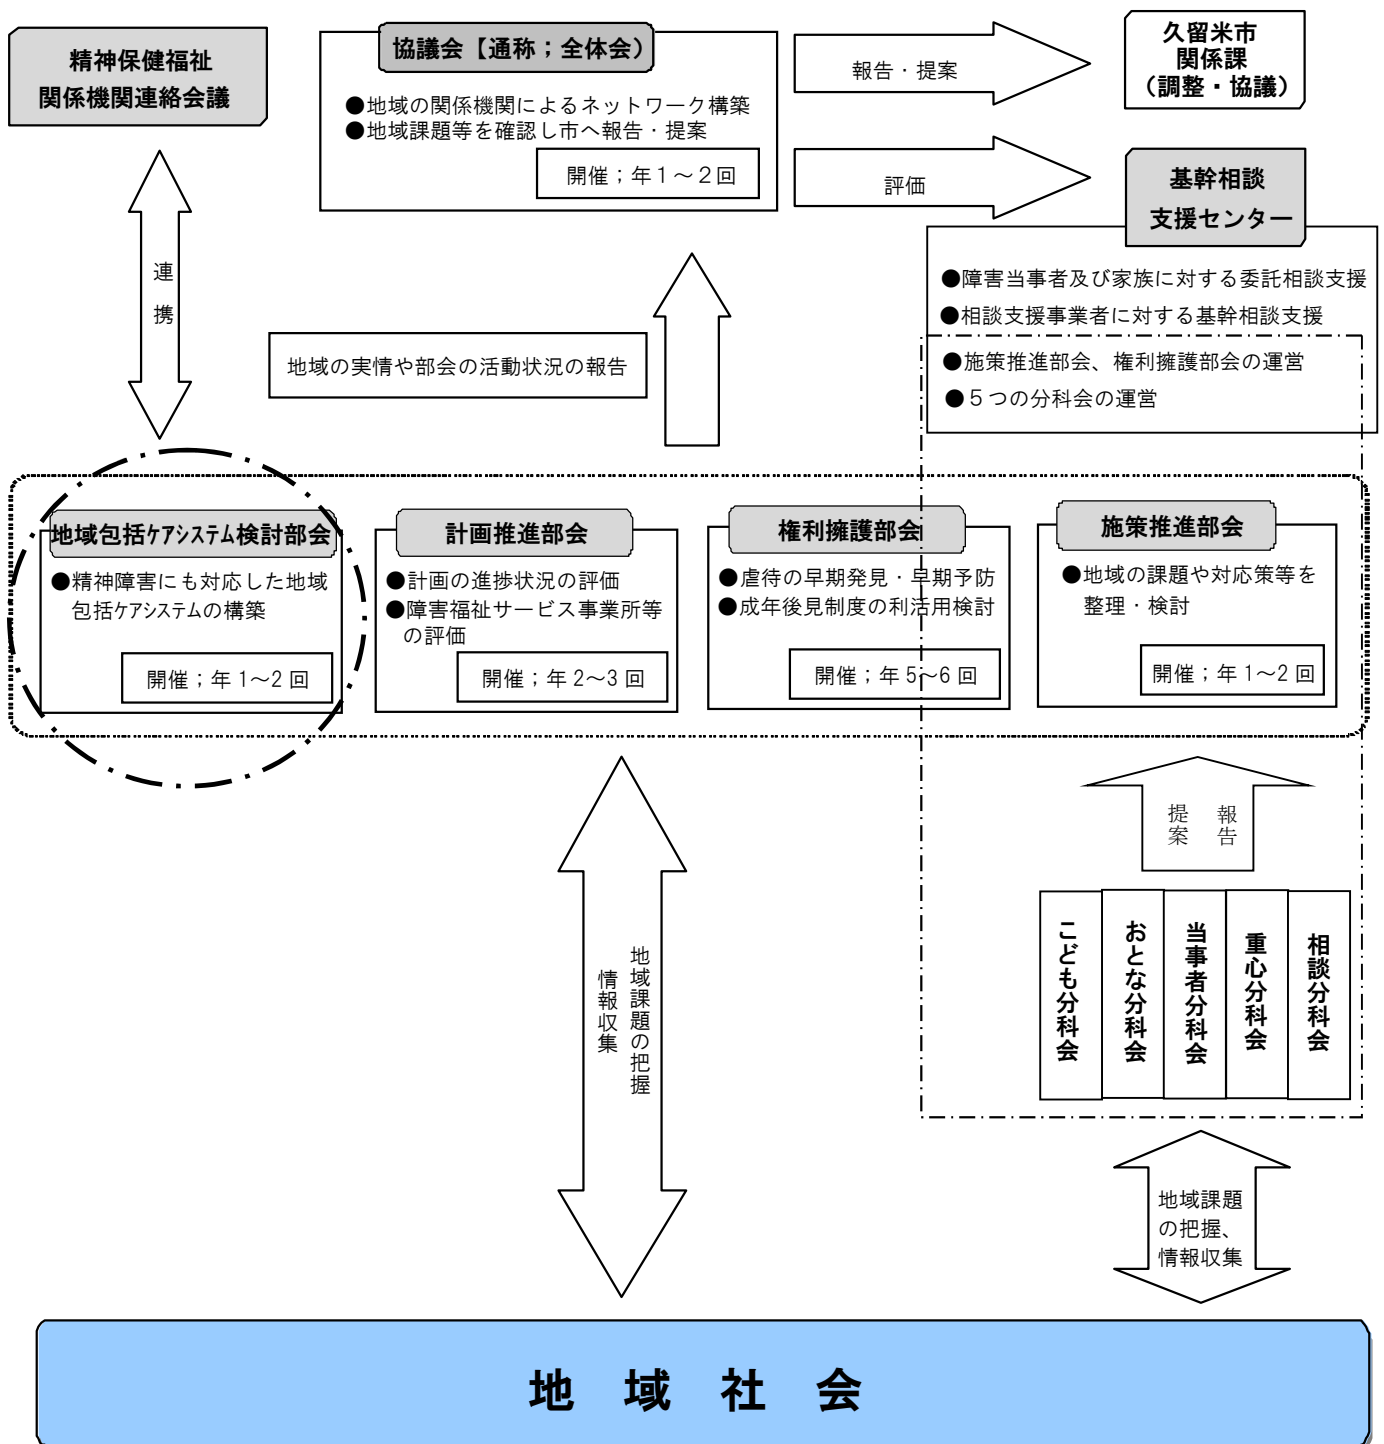 精神保健福祉
関係機関連絡会議
協議会【通称；全体会）
●地域の関係機関によるネットワーク構築
●地域課題等を確認し市へ報告・提案
開催；年１～２回
報告・提案
久留米市
関係課
（調整・協議）
評価
基幹相談
支援センター
●障害当事者及び家族に対する委託相談支援
●相談支援事業者に対する基幹相談支援
●施策推進部会、権利擁護部会の運営
●５つの分科会の運営
連携
地域の実情や部会の活動状況の報告
地域包括ケアシステム検討部会
●精神障害にも対応した地域
包括ケアシステムの構築
開催；年 1～2 回
計画推進部会
●計画の進捗状況の評価
●障害福祉サービス事業所等
の評価
開催；年 2～3 回
権利擁護部会
●虐待の早期発見・早期予防
●成年後見制度の利活用検討
開催；年 5～6 回
施策推進部会
●地域の課題や対応策等を
整理・検討
開催；年 1～2 回
報告
提案
地域課題の把握
情報収集
こども分科会
おとな分科会
当事者分科会
重心分科会
相談分科会
地域課題
の把握、
情報収集
地域社会